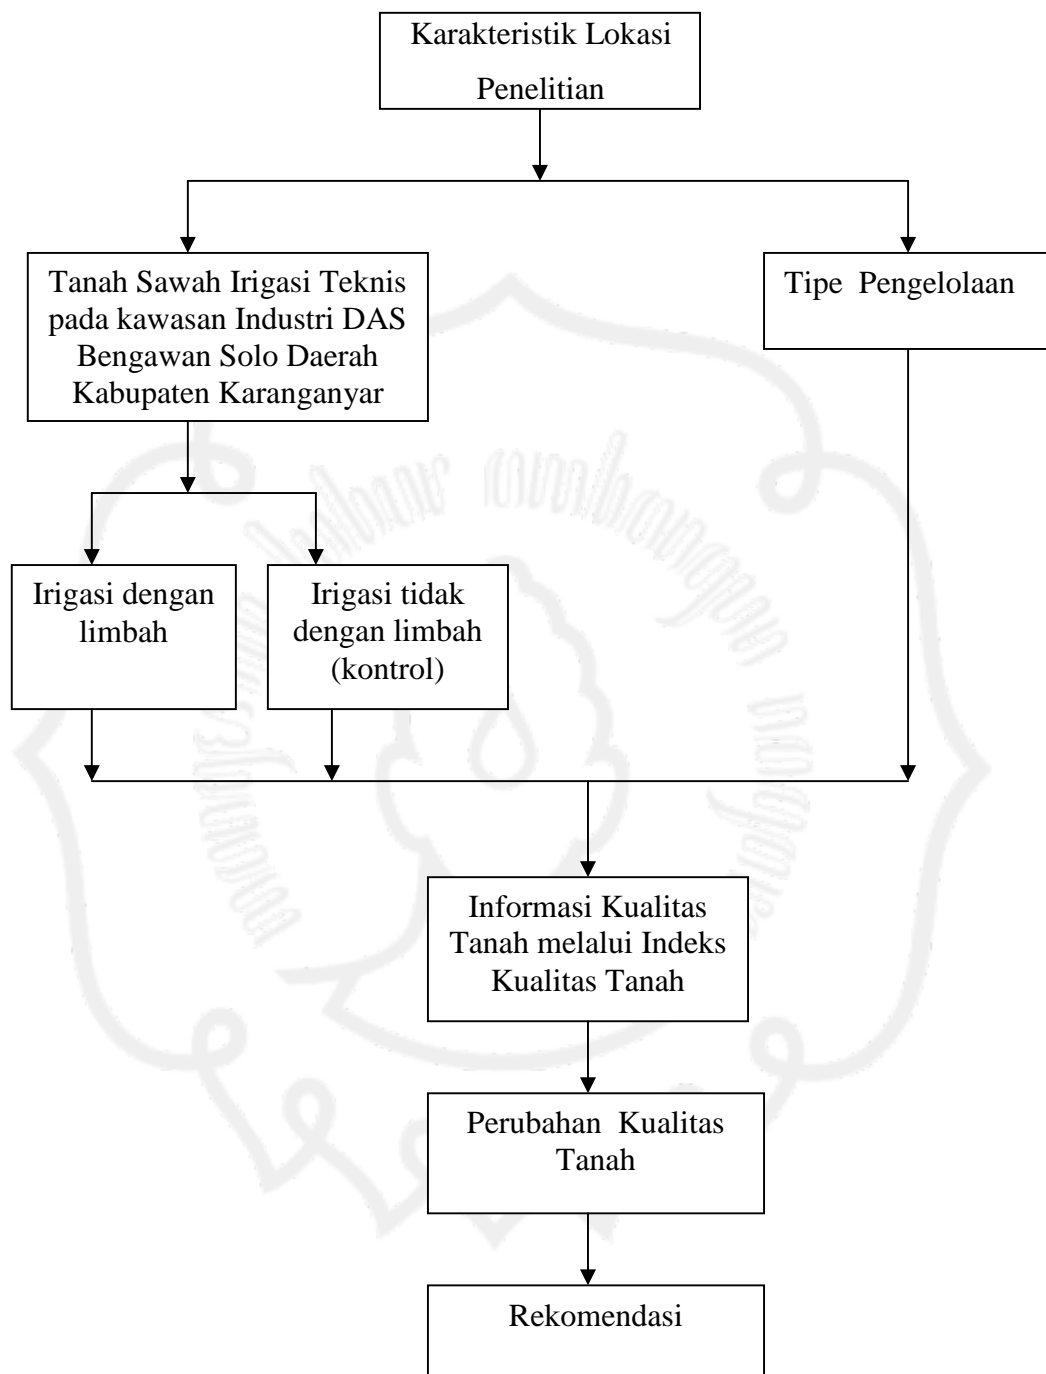 Karakteristik Lokasi
Penelitian
Tanah Sawah Irigasi Teknis
pada kawasan Industri DAS
Bengawan Solo Daerah
Kabupaten Karanganyar
Tipe Pengelolaan
Irigasi dengan
limbah
Irigasi tidak
dengan limbah
(kontrol)
Informasi Kualitas
Tanah melalui Indeks
Kualitas Tanah
Perubahan Kualitas
Tanah
Rekomendasi